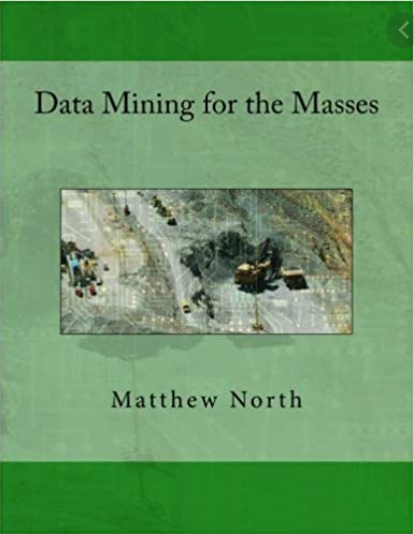 Data Mining for the Masses
Matthew North